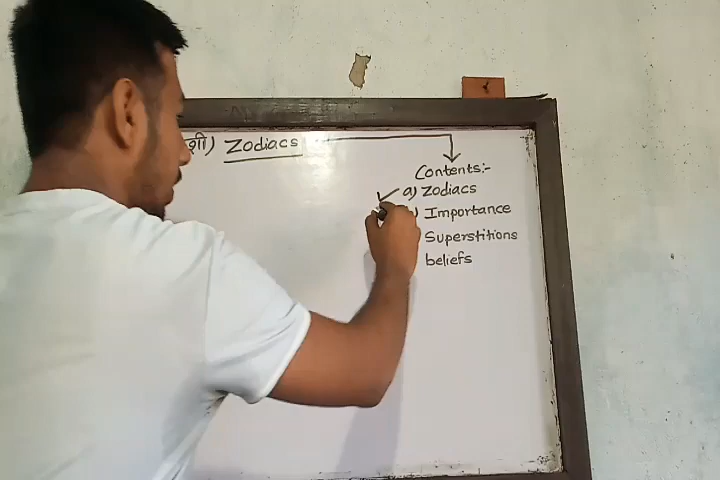 Zodiacs
Contents:-
a) Zodiacs
Importance
Superstitions
beliefs